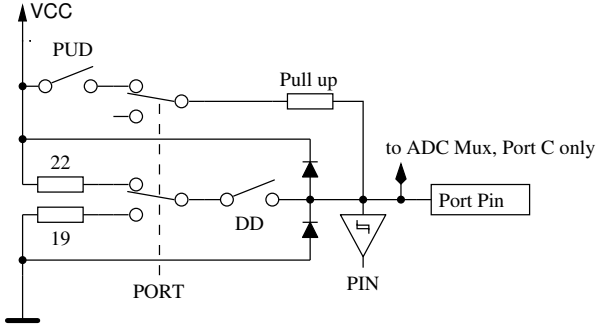 VCC
PUD
Pull up
to ADC Mux, Port C only
22
Port Pin
19
DD
PIN
PORT